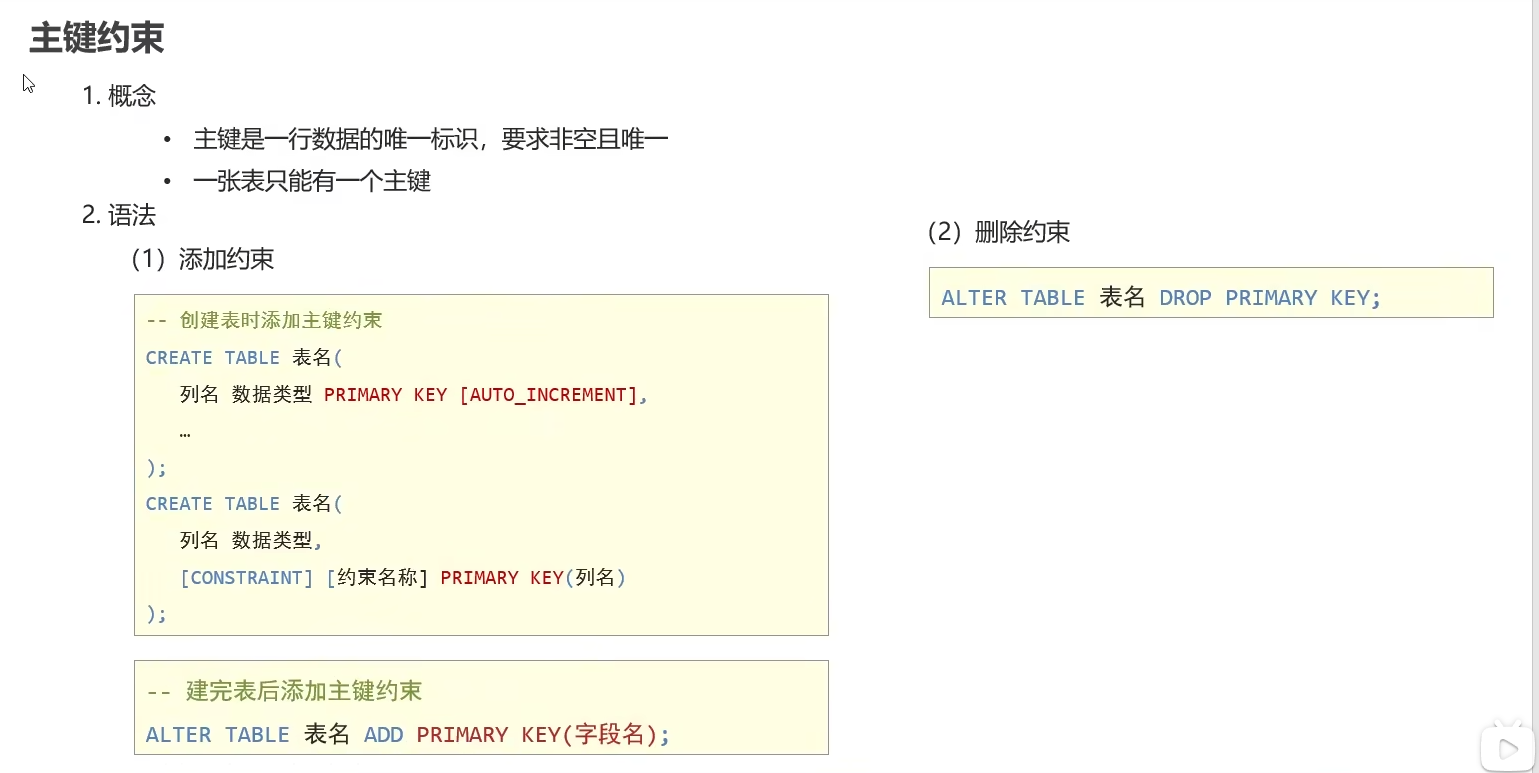 主键约束
1. 概念
• 主键是一行数据的唯一标识，要求非空且唯一
• 一张表只能有一个主键
2. 语法
（1）添加约束
-- 创建表时添加主键约束
CREATE TABLE 表名(
列名 数据类型 PRIMARY KEY [AUTO_INCREMENT],
…
);
CREATE TABLE 表名(
列名 数据类型,
[CONSTRAINT] [约束名称] PRIMARY KEY(列名)
);
-- 建完表后添加主键约束
ALTER TABLE 表名 ADD PRIMARY KEY(字段名);
（2）删除约束
ALTER TABLE 表名 DROP PRIMARY KEY;